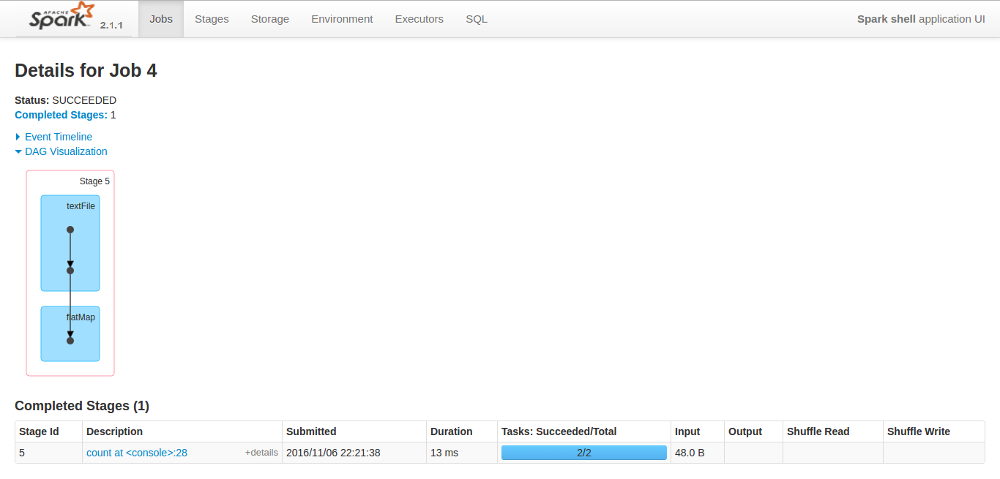 APACHE
Spark 2.1.1 Jobs Stages Storage Environment Executors SQL Spark shell application UI
Details for Job 4
Status: SUCCEEDED
Completed Stages: 1
Event Timeline
DAG Visualization
Stage 5
textFile
flatMap
Completed Stages (1)
Stage Id Description Submitted Duration Tasks: Succeeded/Total Input Output Shuffle Read Shuffle Write
5 count at <console>:28 +details 2016/11/06 22:21:38 13 ms 2/2 48.0 B